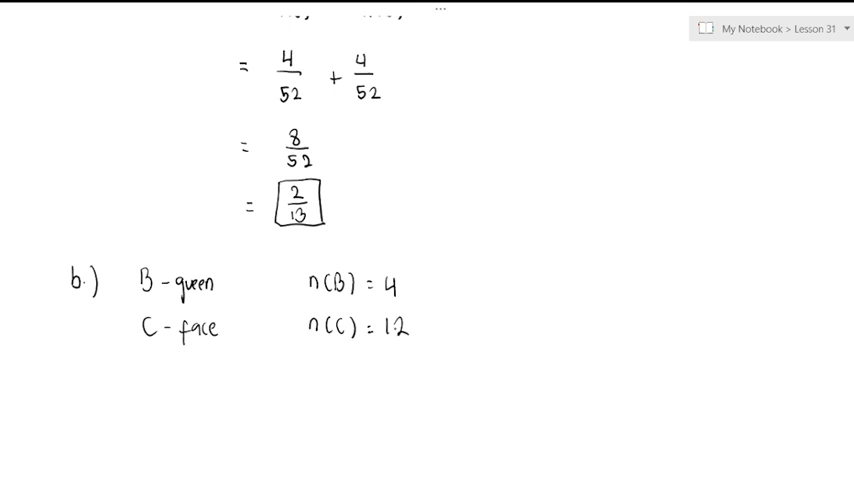 My Notebook > Lesson 31
= 4/52 + 4/52
= 8/52
= 2/13
b.) B - queen n(B) = 4
C - face n(C) = 12